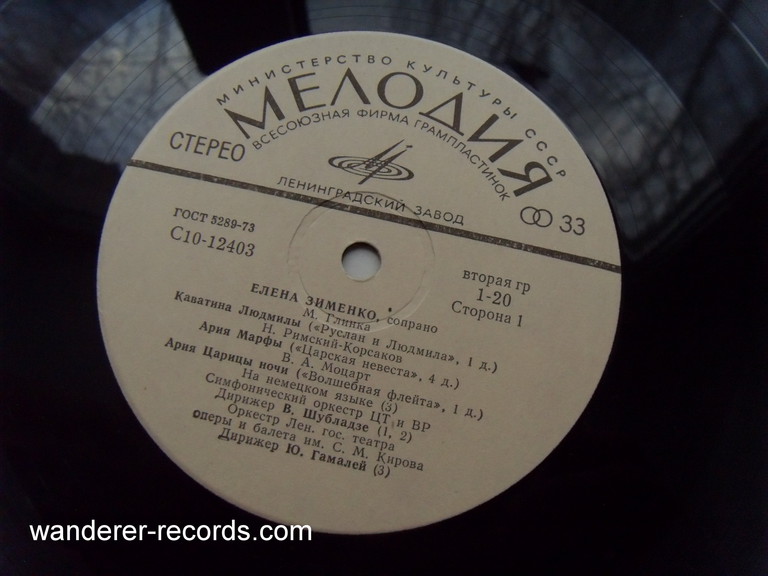 МИНИСТЕРСТВО КУЛЬТУРЫ СССР
МЕЛОДИЯ
ВСЕСОЮЗНАЯ ФИРМА ГРАМПЛАСТИНОК
СТЕРЕО
ЛЕНИНГРАДСКИЙ ЗАВОД
33
ГОСТ 5289-73
С10-12403
вторая гр
1-20
Сторона 1
ЕЛЕНА ЗИМЕНКО, сопрано
М. Глинка
Каватина Людмилы («Руслан и Людмила», 1 д.)
Н. Римский-Корсаков
Ария Марфы («Царская невеста», 4 д.)
В. А. Моцарт
Ария Царицы ночи («Волшебная флейта», 1 д.)
На немецком языке (3)
Симфонический оркестр ЦТ и ВР
Дирижер В. Шубладзе (1, 2)
Оркестр Лен. гос. театра
оперы и балета им. С. М. Кирова
Дирижер Ю. Гамалей (3)
wanderer-records.com